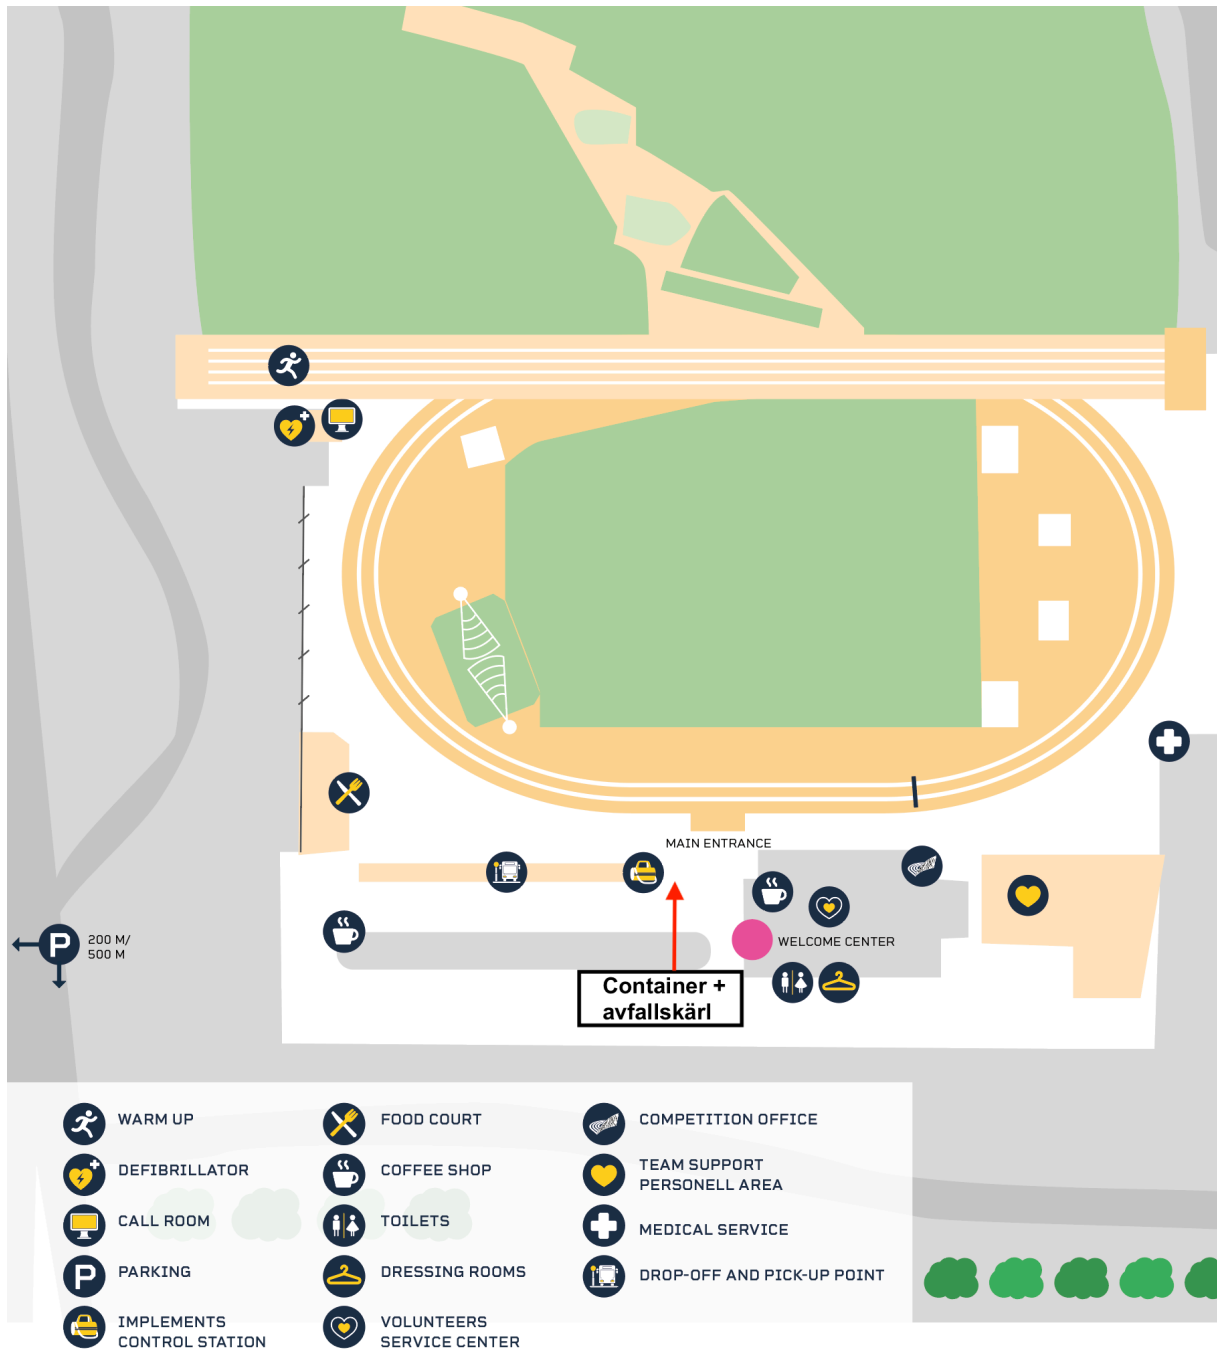 MAIN ENTRANCE
WELCOME CENTER
P
200 M/
500 M
Container +
avfallskärl
WARM UP
DEFIBRILLATOR
CALL ROOM
P
PARKING
IMPLEMENTS
CONTROL STATION
FOOD COURT
COFFEE SHOP
TOILETS
DRESSING ROOMS
VOLUNTEERS
SERVICE CENTER
COMPETITION OFFICE
TEAM SUPPORT
PERSONELL AREA
MEDICAL SERVICE
DROP-OFF AND PICK-UP POINT